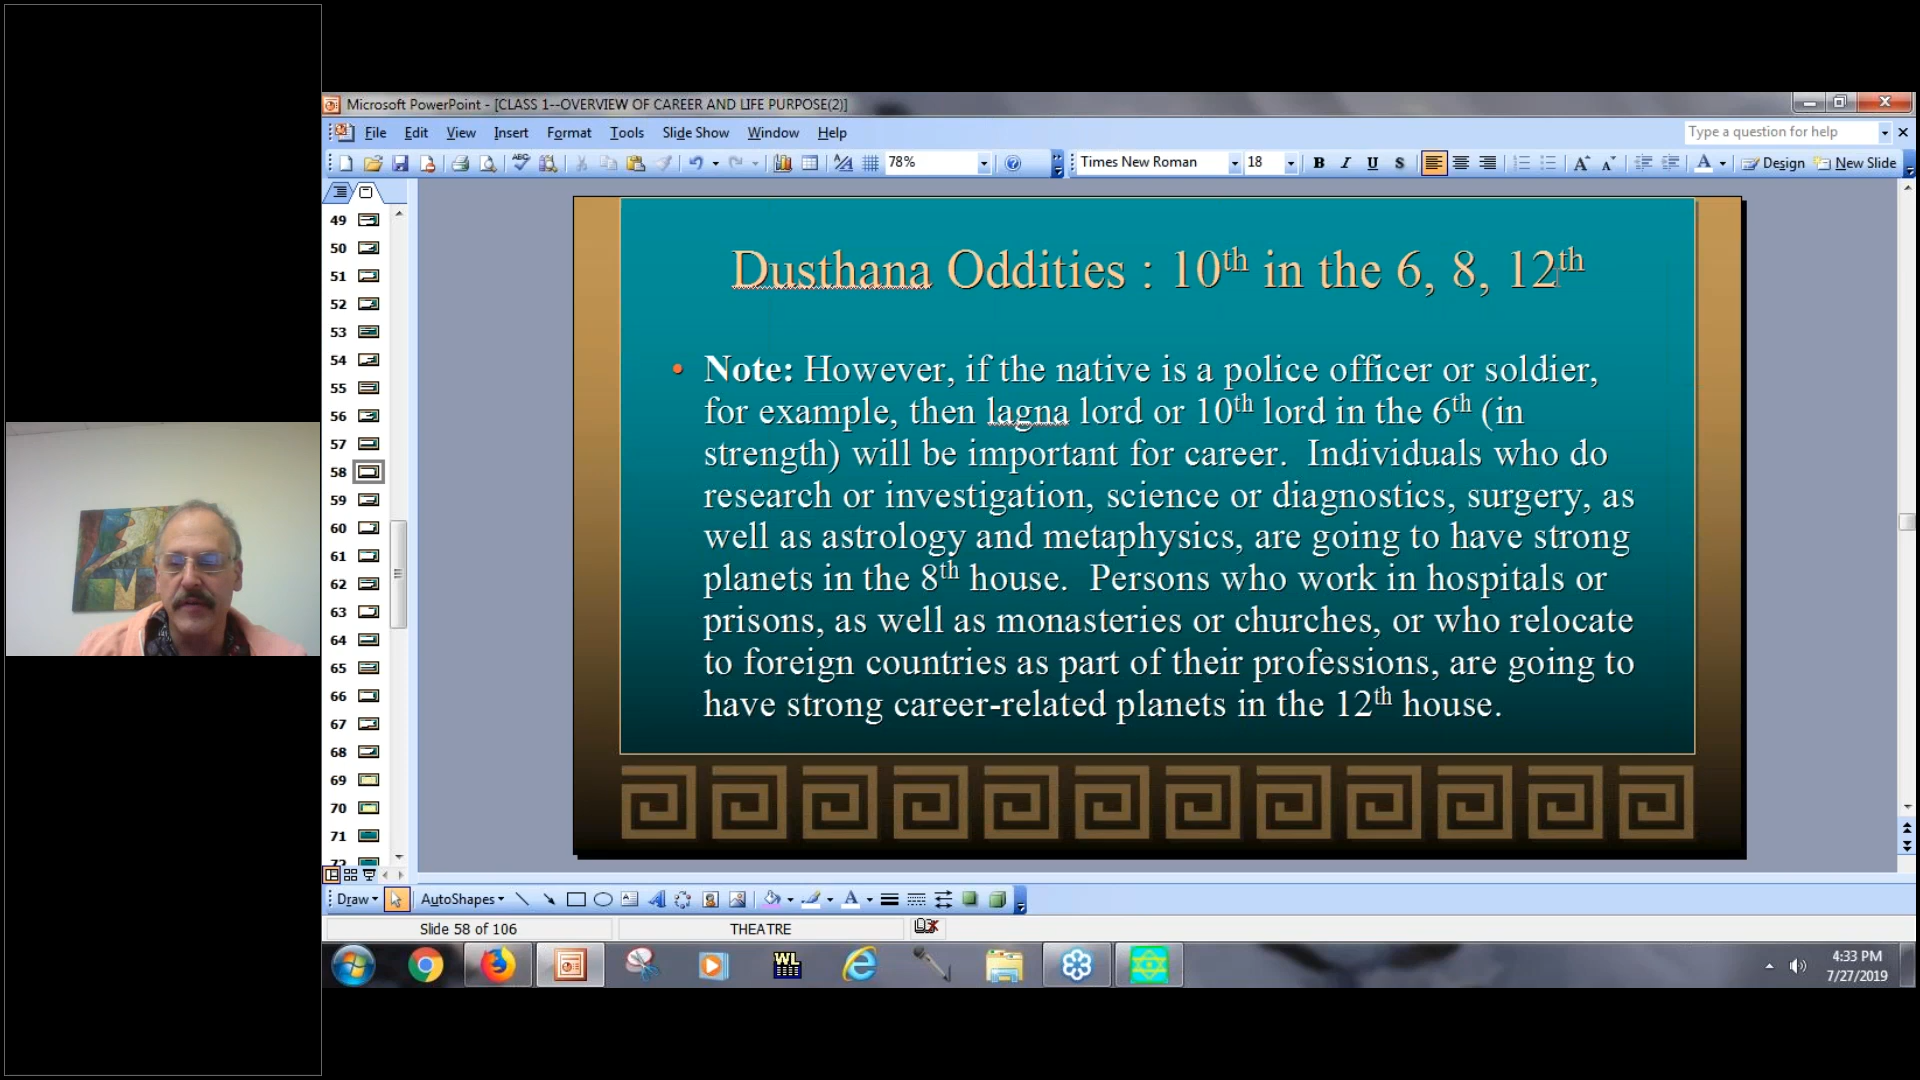 Microsoft PowerPoint - [CLASS 1--OVERVIEW OF CAREER AND LIFE PURPOSE(2)]
File Edit View Insert Format Tools Slide Show Window Help
Type a question for help
78%
Times New Roman
18
B I U S
A A A
Design
New Slide
49
50
51
52
53
54
55
56
57
58
59
60
61
62
63
64
65
66
67
68
69
70
71
72
Dusthana Oddities : 10th in the 6, 8, 12th
• Note: However, if the native is a police officer or soldier,
for example, then lagna lord or 10th lord in the 6th (in
strength) will be important for career. Individuals who do
research or investigation, science or diagnostics, surgery, as
well as astrology and metaphysics, are going to have strong
planets in the 8th house. Persons who work in hospitals or
prisons, as well as monasteries or churches, or who relocate
to foreign countries as part of their professions, are going to
have strong career-related planets in the 12th house.
Draw
AutoShapes
A
Slide 58 of 106
THEATRE
WL
4:33 PM
7/27/2019